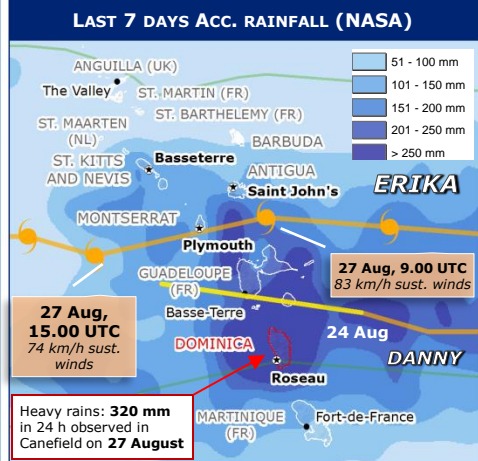 LAST 7 DAYS ACC. RAINFALL (NASA)
51 - 100 mm
101 - 150 mm
151 - 200 mm
201 - 250 mm
> 250 mm
ANGUILLA (UK)
The Valley
ST. MARTIN (FR)
ST. BARTHELEMY (FR)
ST. MAARTEN
(NL)
BARBUDA
ST. KITTS
AND NEVIS
Basseterre
ANTIGUA
Saint John's
ERIKA
MONTSERRAT
Plymouth
27 Aug, 9.00 UTC
83 km/h sust. winds
GUADELOUPE
(FR)
Basse-Terre
27 Aug,
15.00 UTC
74 km/h sust.
winds
24 Aug
DOMINICA
DANNY
Roseau
Heavy rains: 320 mm
in 24 h observed in
Canefield on 27 August
MARTINIQUE
(FR)
Fort-de-France